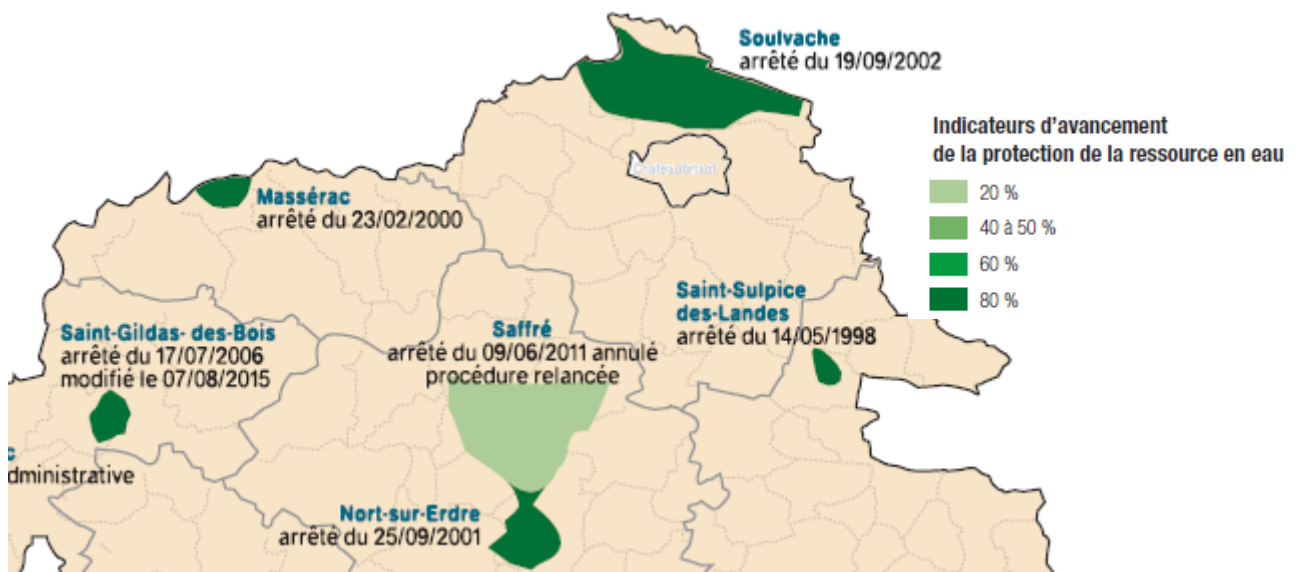 Soulvache
arrêté du 19/09/2002
Indicateurs d'avancement
de la protection de la ressource en eau
20 %
40 à 50 %
60 %
80 %
Châteaubriant
Massérac
arrêté du 23/02/2000
Saint-Sulpice
des-Landes
arrêté du 14/05/1998
Saint-Gildas- des-Bois
arrêté du 17/07/2006
modifié le 07/08/2015
Saffré
arrêté du 09/06/2011 annulé
procédure relancée
c
dministrative
Nort-sur-Erdre
arrêté du 25/09/2001